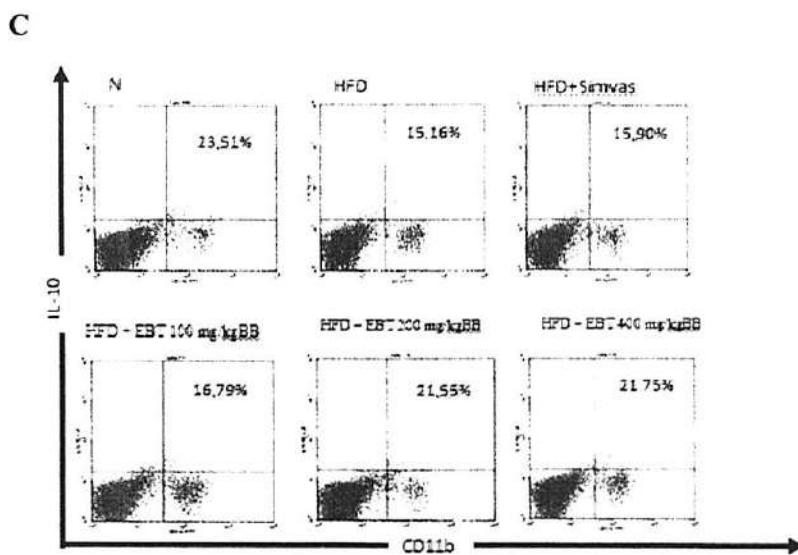 C
N
HFD
HFD+Simvas
23,51%
15,16%
15,90%
IL-10
HFD + EBT 100 mg/kgBB
HFD - EBT 200 mg/kgBB
HFD - EBT 400 mg/kgBB
16,79%
21,55%
21 75%
CD11b